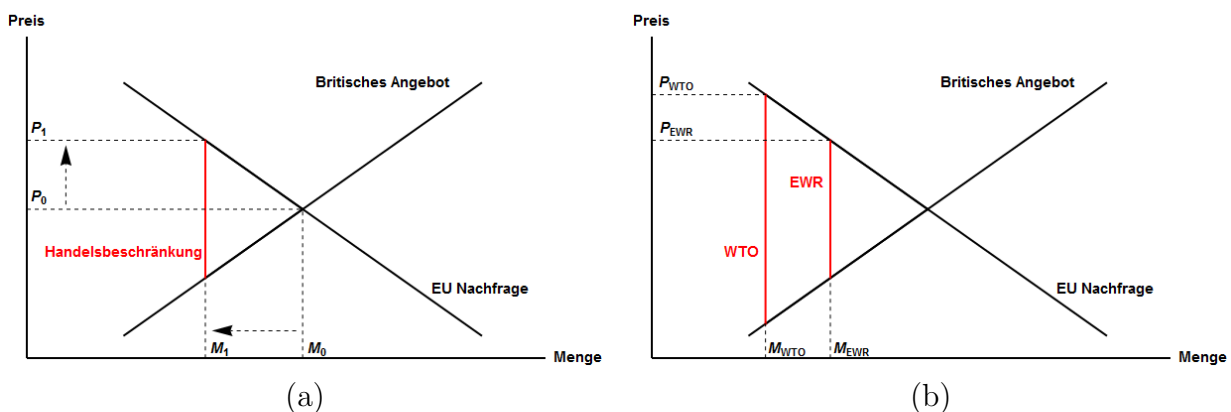 Preis
Britisches Angebot
P1
P0
Handelsbeschränkung
EU Nachfrage
M1
M0
Menge
(a)
Preis
Britisches Angebot
PWTO
PEWR
EWR
WTO
EU Nachfrage
MWTO
MEWR
Menge
(b)